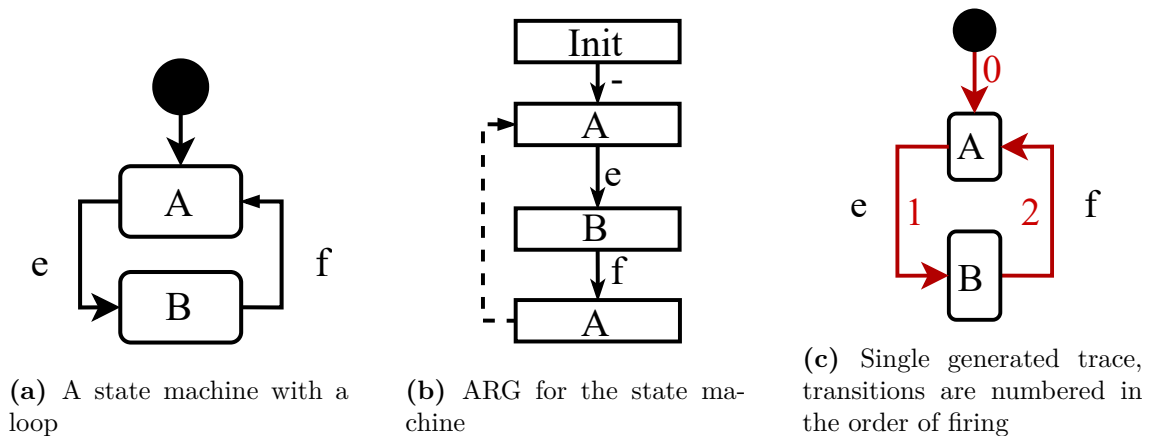 A
B
e
f
(a) A state machine with a
loop
Init
-
A
e
B
f
A
(b) ARG for the state ma-
chine
0
A
e
1
2
f
B
(c) Single generated trace,
transitions are numbered in
the order of firing